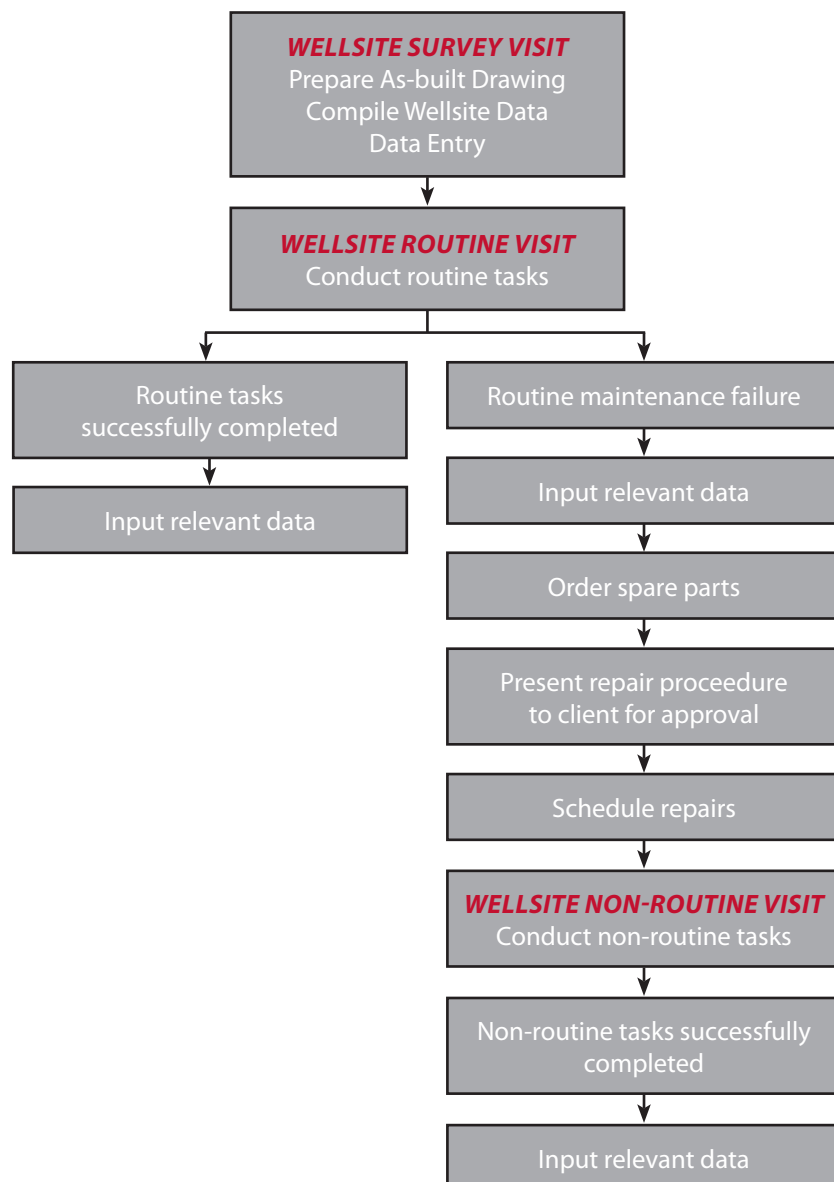 WELLSITE SURVEY VISIT
Prepare As-built Drawing
Compile Wellsite Data
Data Entry
WELLSITE ROUTINE VISIT
Conduct routine tasks
Routine tasks
successfully completed
Input relevant data
Routine maintenance failure
Input relevant data
Order spare parts
Present repair proceedure
to client for approval
Schedule repairs
WELLSITE NON-ROUTINE VISIT
Conduct non-routine tasks
Non-routine tasks successfully
completed
Input relevant data